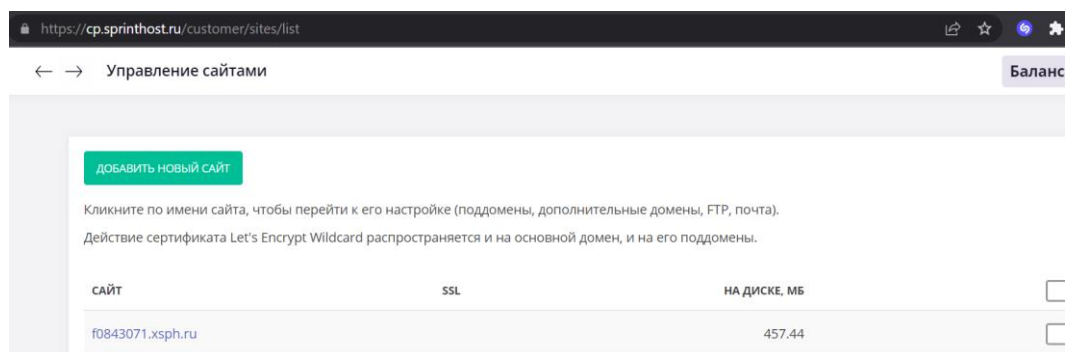 https://cp.sprinthost.ru/customer/sites/list
Управление сайтами
Баланс
ДОБАВИТЬ НОВЫЙ САЙТ
Кликните по имени сайта, чтобы перейти к его настройке (поддомены, дополнительные домены, FTP, почта).
Действие сертификата Let's Encrypt Wildcard распространяется и на основной домен, и на его поддомены.
САЙТ SSL НА ДИСКЕ, МБ
f0843071.xsph.ru 457.44